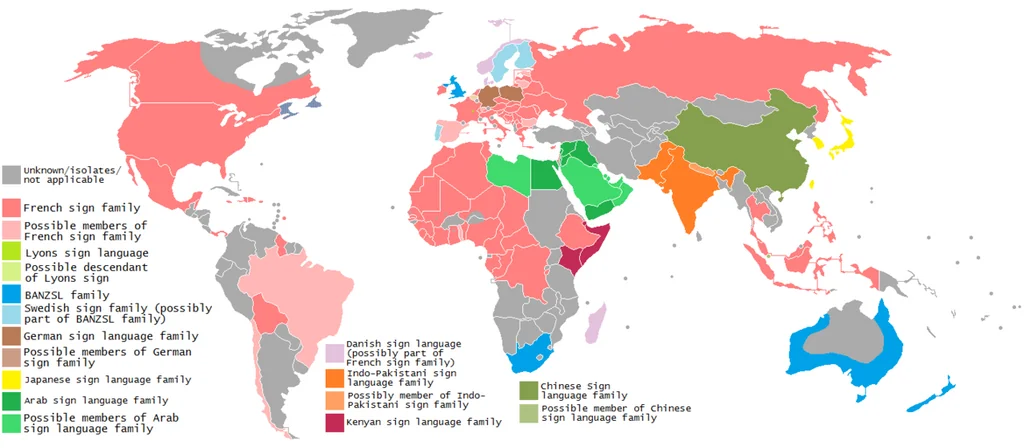 Unknown/isolates/
not applicable
French sign family
Possible members of
French sign family
Lyons sign language
Possible descendant
of Lyons sign
BANZSL family
Swedish sign family (possibly
part of BANZSL family)
German sign language family
Possible members of German
sign family
Japanese sign language family
Arab sign language family
Possible members of Arab
sign language family
Danish sign language
(possibly part of
French sign family)
Indo-Pakistani sign
language family
Possibly member of Indo-
Pakistani sign family
Kenyan sign language family
Chinese Sign
language family
Possible member of Chinese
sign language family